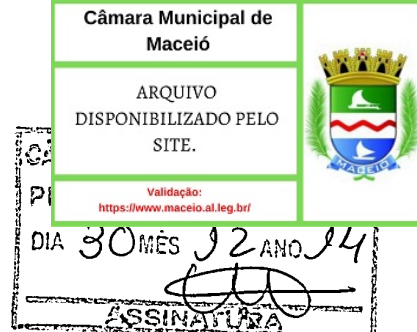 Câmara Municipal de
Maceió
ARQUIVO
DISPONIBILIZADO PELO
SITE.
Validação:
https://www.maceio.al.leg.br/
MACEIÓ
DIA 30 MÊS 12 ANO 14
ASSINATURA